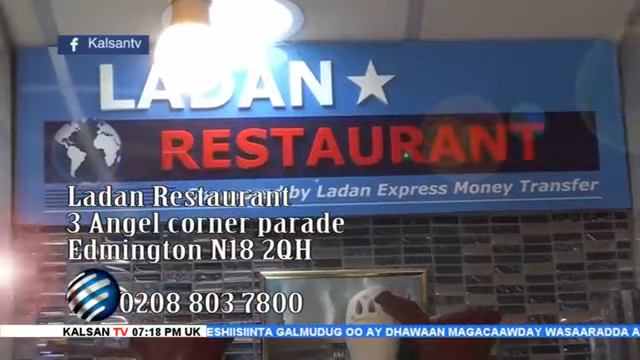 Kalsantv
LADAN
RESTAURANT
by Ladan Express Money Transfer
Ladan Restaurant
3 Angel corner parade
Edmington N18 2QH
0208 803 7800
KALSAN TV 07:18 PM UK ESHIISIINTA GALMUDUG OO AY DHAWAAN MAGACAAWDAY WASAARADDA A